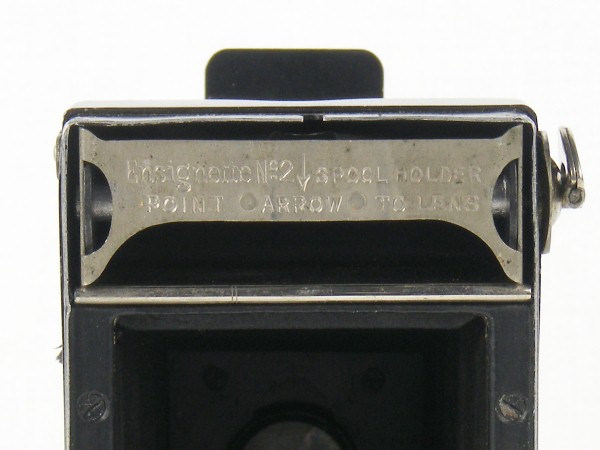 Ensignette No2 ↓ SPOOL HOLDER
POINT ARROW TO LENS